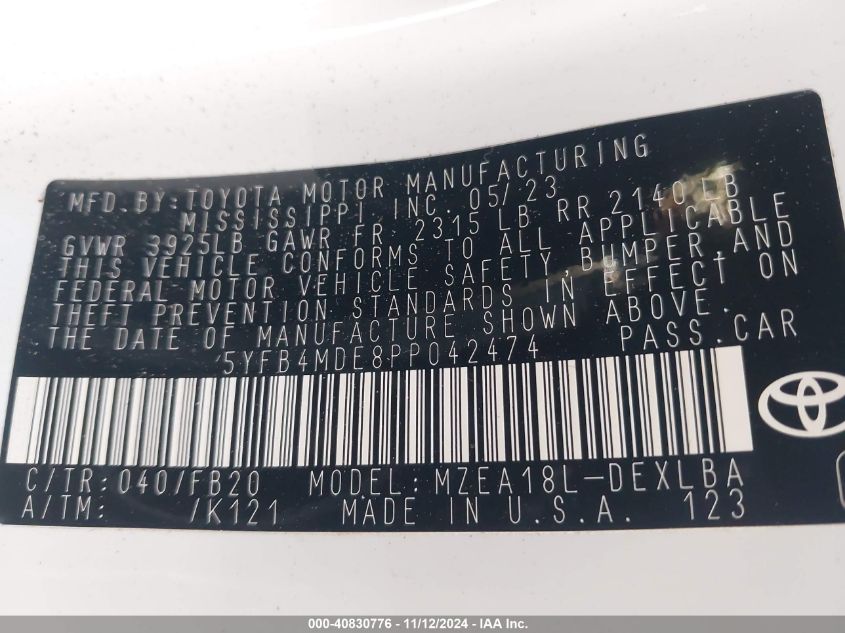 MFD. BY: TOYOTA MOTOR MANUFACTURING
MISSISSIPPI, INC 05/23
GVWR 3925LB GAWR FR 2315 LB RR 2140 LB
THIS VEHICLE CONFORMS TO ALL APPLICABLE
FEDERAL MOTOR VEHICLE SAFETY, BUMPER, AND
THEFT PREVENTION STANDARDS IN EFFECT ON
THE DATE OF MANUFACTURE SHOWN ABOVE.
5YFB4MDE8PP042474 PASS.CAR
C/TR: 040/FB20 MODEL: MZEA18L-DEXLBA
A/TM: /K121 MADE IN U.S.A. 123
000-40830776 - 11/12/2024 - IAA Inc.